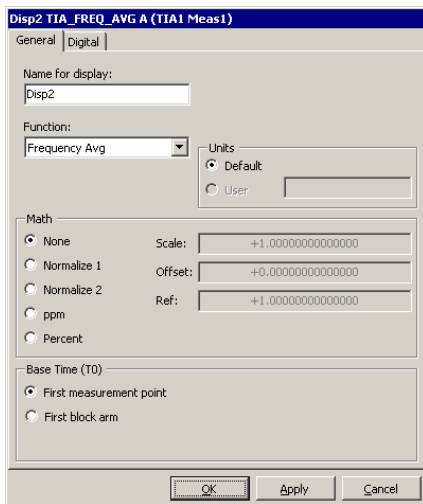 Disp2 TIA_FREQ_AVG A (TIA1 Meas1)
General Digital
Name for display:
Disp2
Function:
Frequency Avg
Units
Default
User
Math
None
Scale: +1.00000000000000
Normalize 1
Offset: +0.00000000000000
Normalize 2
Ref: +1.00000000000000
ppm
Percent
Base Time (T0)
First measurement point
First block arm
OK Apply Cancel